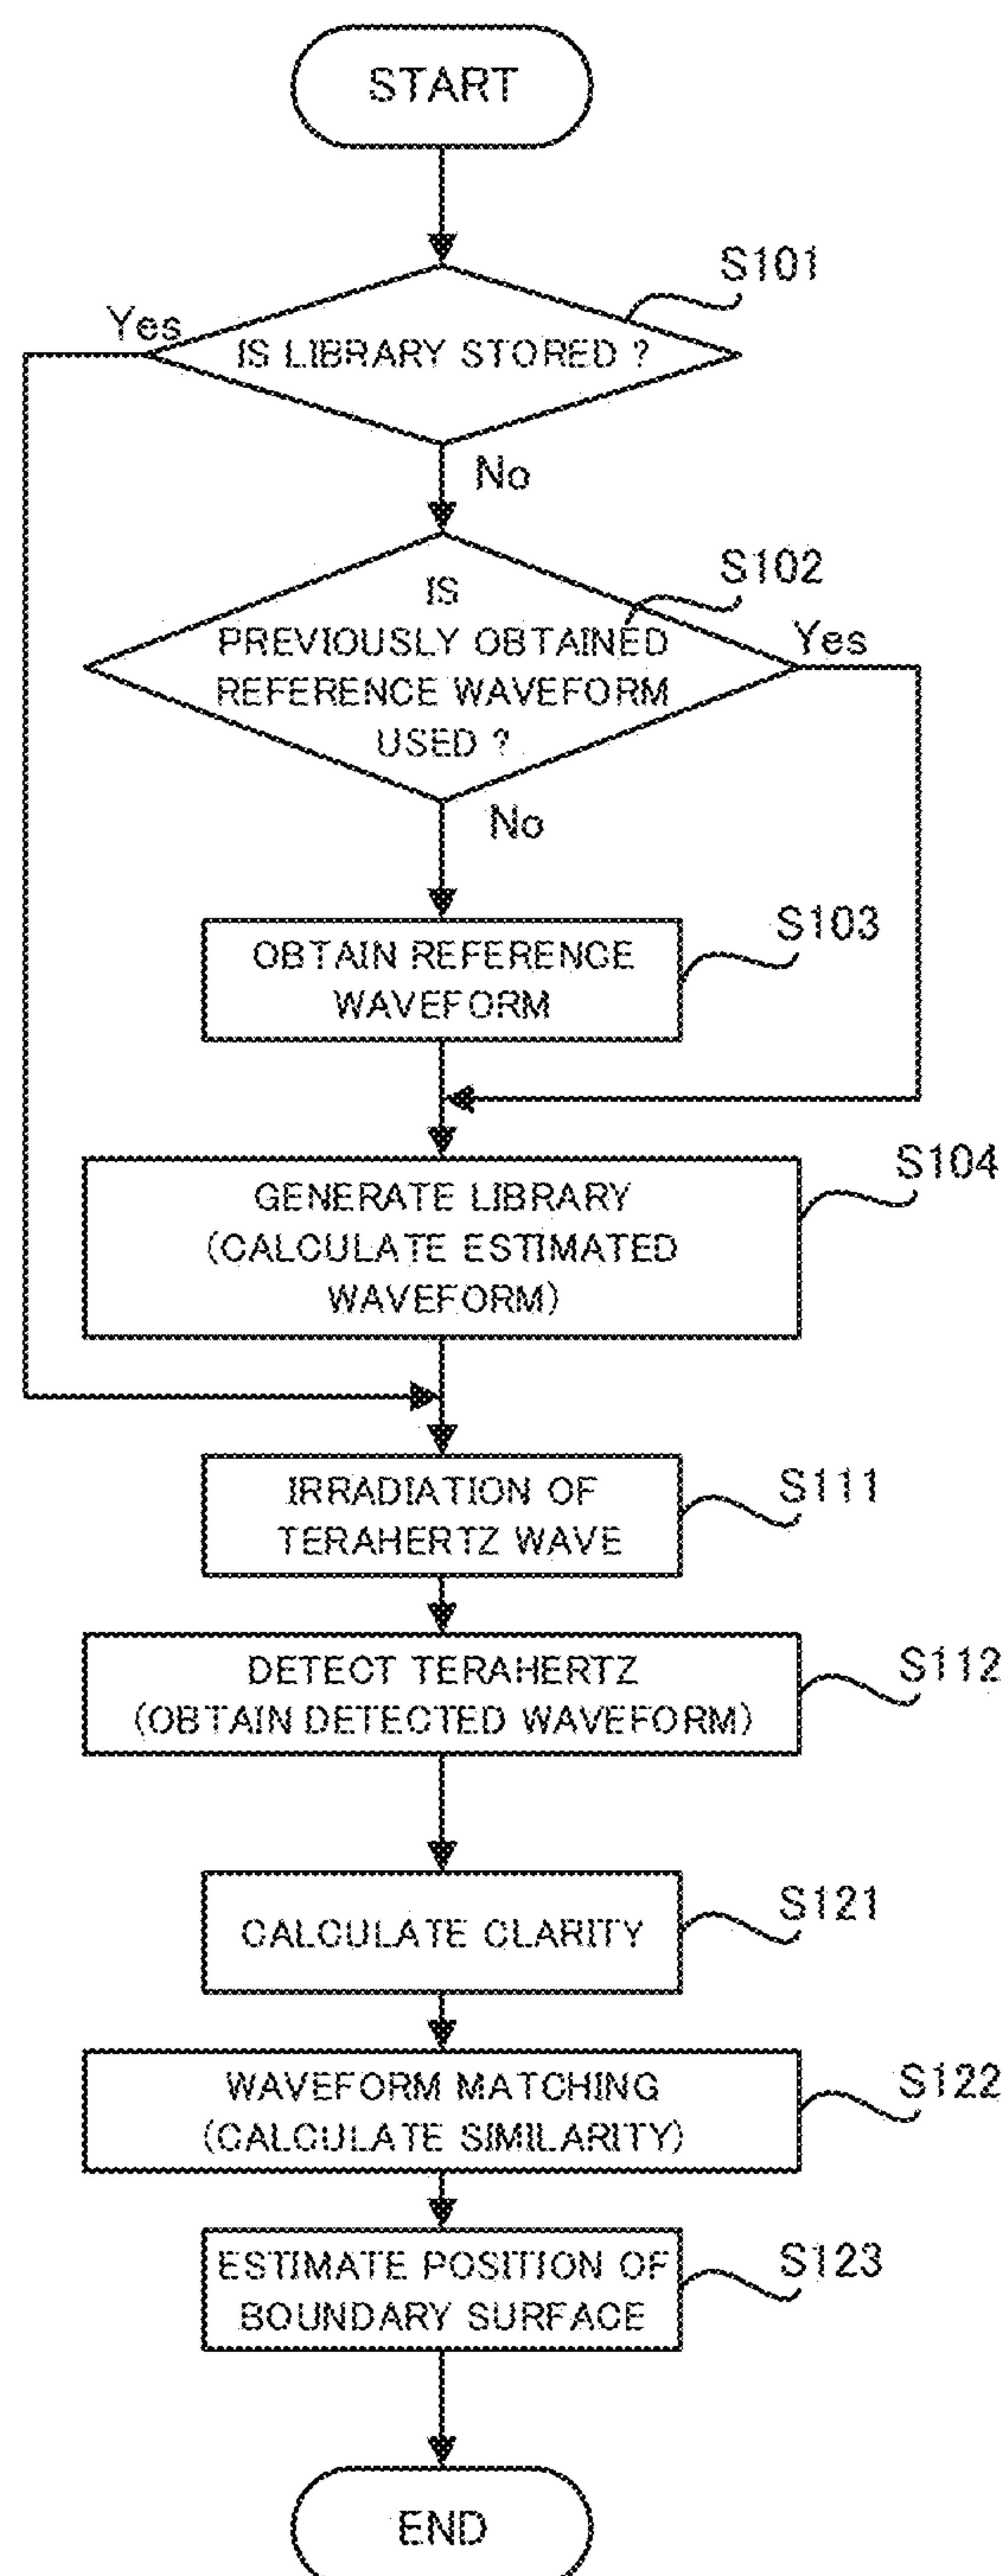 START
S101
Yes
IS LIBRARY STORED ?
No
S102
IS
PREVIOUSLY OBTAINED
REFERENCE WAVEFORM
USED ?
Yes
No
S103
OBTAIN REFERENCE
WAVEFORM
S104
GENERATE LIBRARY
(CALCULATE ESTIMATED
WAVEFORM)
S111
IRRADIATION OF
TERAHERTZ WAVE
S112
DETECT TERAHERTZ
(OBTAIN DETECTED WAVEFORM)
S121
CALCULATE CLARITY
S122
WAVEFORM MATCHING
(CALCULATE SIMILARITY)
S123
ESTIMATE POSITION OF
BOUNDARY SURFACE
END